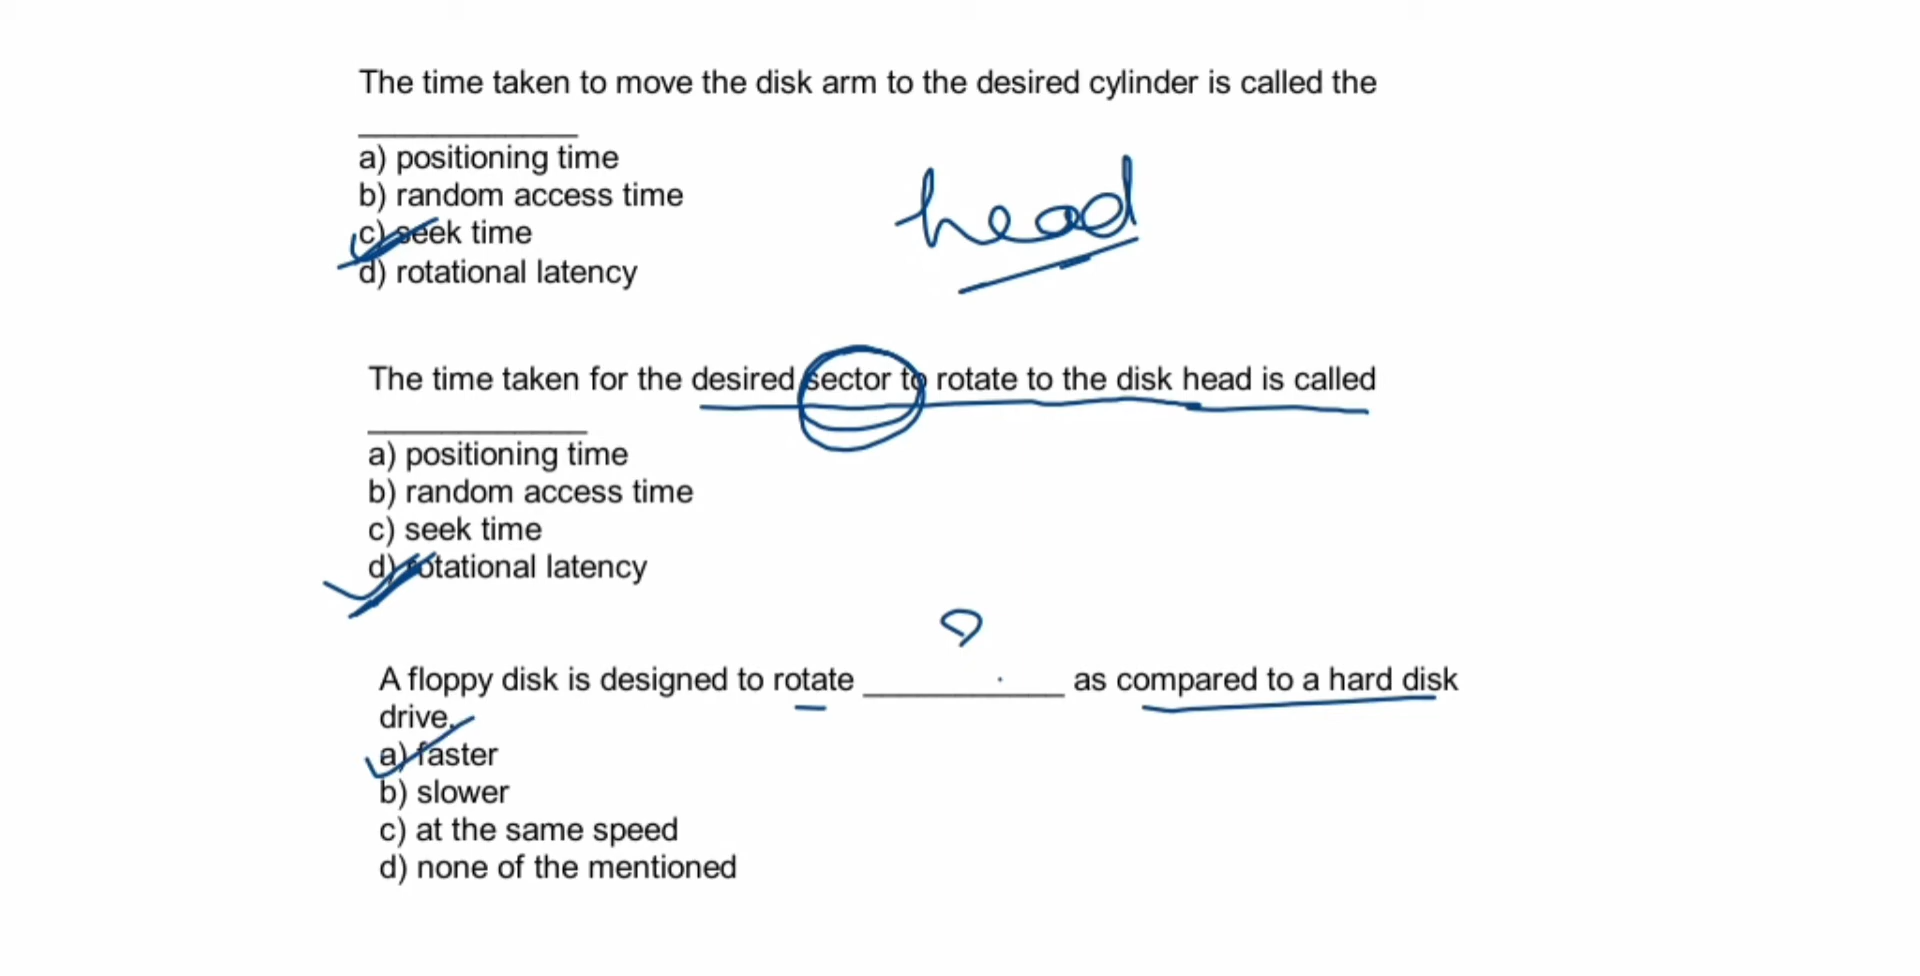 The time taken to move the disk arm to the desired cylinder is called the
____________
a) positioning time
b) random access time
c) seek time
d) rotational latency
head
The time taken for the desired sector to rotate to the disk head is called
____________
a) positioning time
b) random access time
c) seek time
d) rotational latency
A floppy disk is designed to rotate ___________ as compared to a hard disk
drive.
a) faster
b) slower
c) at the same speed
d) none of the mentioned